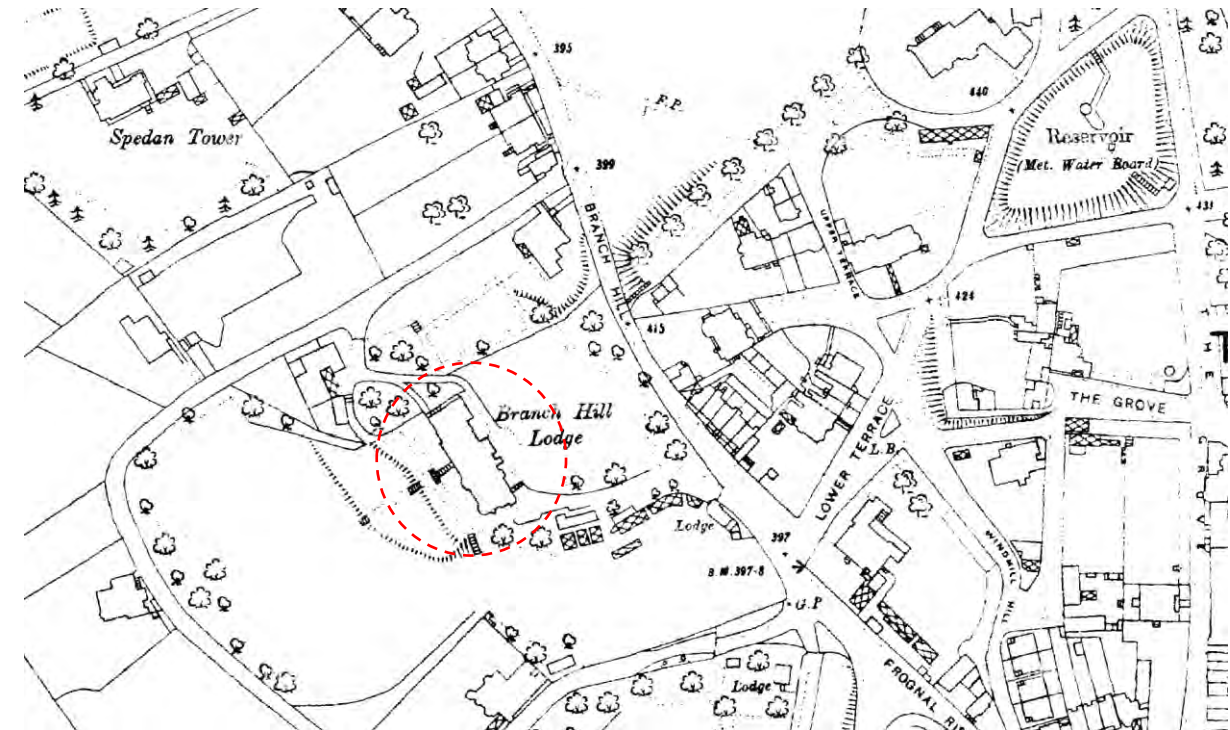 395
F.P.
440
Reservoir
(Met. Water Board)
Spedan Tower
399
431
BRANCH HILL
UPPER TERRACE
424
415
THE GROVE
Branch Hill
Lodge
LOWER TERRACE
L.B.
Lodge
397
B.M.397·8
WINDMILL HILL
G.P
FROGNAL RI
Lodge